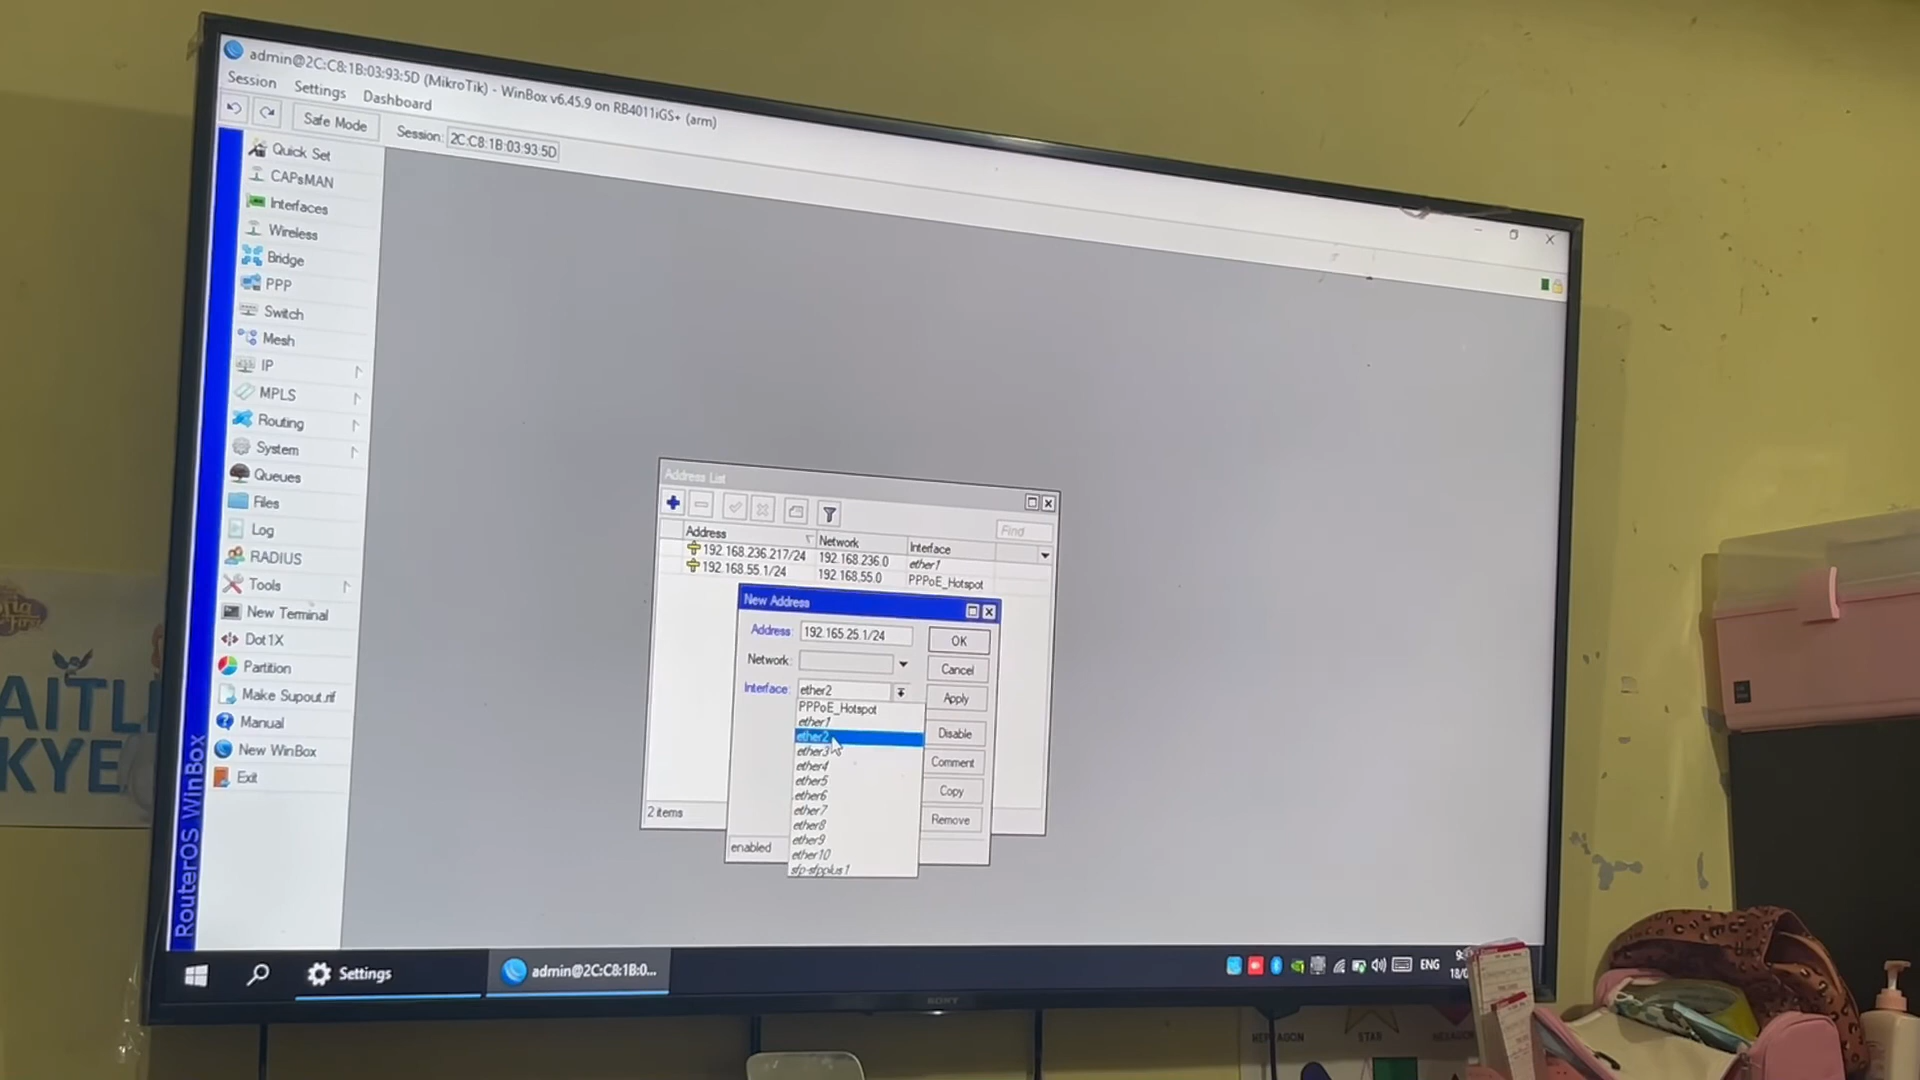 admin@2C:C8:1B:03:93:5D (MikroTik) - WinBox v6.45.9 on RB4011iGS+ (arm)
Session Settings Dashboard
Safe Mode Session: 2C:C8:1B:03:93:5D
Quick Set
CAPsMAN
Interfaces
Wireless
Bridge
PPP
Switch
Mesh
IP
MPLS
Routing
System
Queues
Files
Log
RADIUS
Tools
New Terminal
Dot1X
Partition
Make Supout.rif
Manual
New WinBox
Exit
RouterOS WinBox
Address List
Find
Address Network Interface
192.168.236.217/24 192.168.236.0 ether1
192.168.55.1/24 192.168.55.0 PPPoE_Hotspot
2 items
New Address
Address: 192.165.25.1/24
Network:
Interface: ether2
PPPoE_Hotspot
ether1
ether2
ether3
ether4
ether5
ether6
ether7
ether8
ether9
ether10
sfp-sfpplus1
OK
Cancel
Apply
Disable
Comment
Copy
Remove
enabled
Settings
admin@2C:C8:1B:0...
ENG
SONY
AITL
KYE
STAR